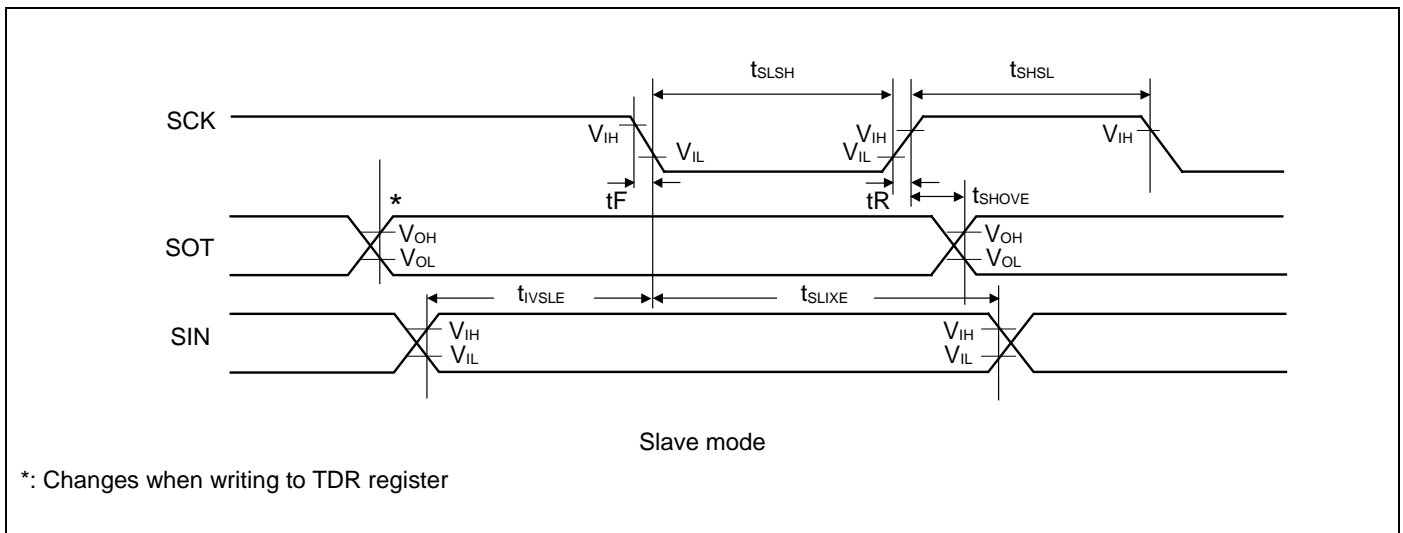 tSLSH tSHSL
SCK VIH VIL VIH VIL VIH
tF tR tSHOVE
*
SOT VOH VOL VOH VOL
tIVSLE tSLIXE
SIN VIH VIL VIH VIL
Slave mode
*: Changes when writing to TDR register